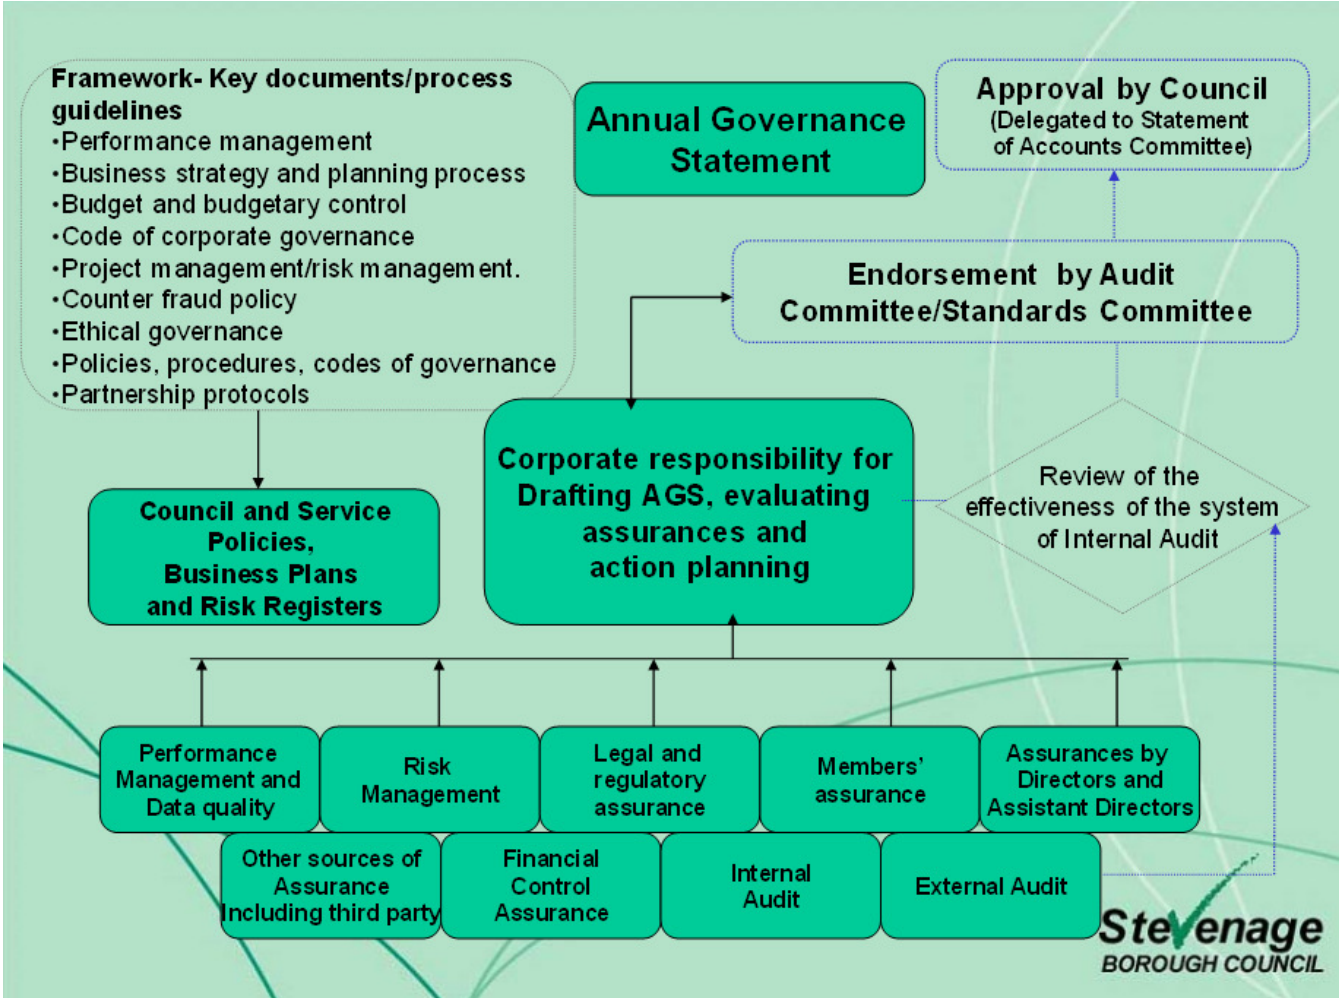 Framework- Key documents/process
guidelines
•Performance management
•Business strategy and planning process
•Budget and budgetary control
•Code of corporate governance
•Project management/risk management.
•Counter fraud policy
•Ethical governance
•Policies, procedures, codes of governance
•Partnership protocols
Annual Governance
Statement
Approval by Council
(Delegated to Statement
of Accounts Committee)
Endorsement by Audit
Committee/Standards Committee
Council and Service
Policies,
Business Plans
and Risk Registers
Corporate responsibility for
Drafting AGS, evaluating
assurances and
action planning
Review of the
effectiveness of the system
of Internal Audit
Performance
Management and
Data quality
Risk
Management
Legal and
regulatory
assurance
Members’
assurance
Assurances by
Directors and
Assistant Directors
Other sources of
Assurance
Including third party
Financial
Control
Assurance
Internal
Audit
External Audit
Stevenage
BOROUGH COUNCIL